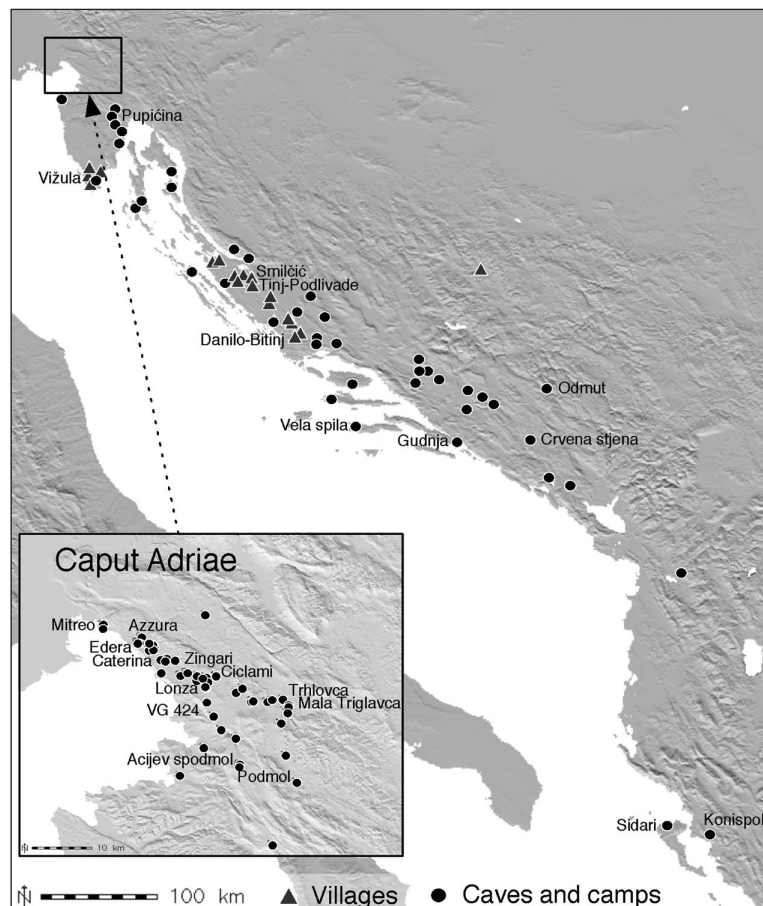 Pupićina
Vižula
Smilčić
Tinj-Podlivade
Danilo-Bitinj
Odmut
Vela spila
Gudnja
Crvena stjena
Caput Adriae
Mitreo
Azzura
Edera
Caterina
Zingari
Ciclami
Lonza
Trhlovca
Mala Triglavca
VG 424
Acijev spodmol
Podmol
N 10 km
Sidari
Konispol
N 100 km Villages Caves and camps